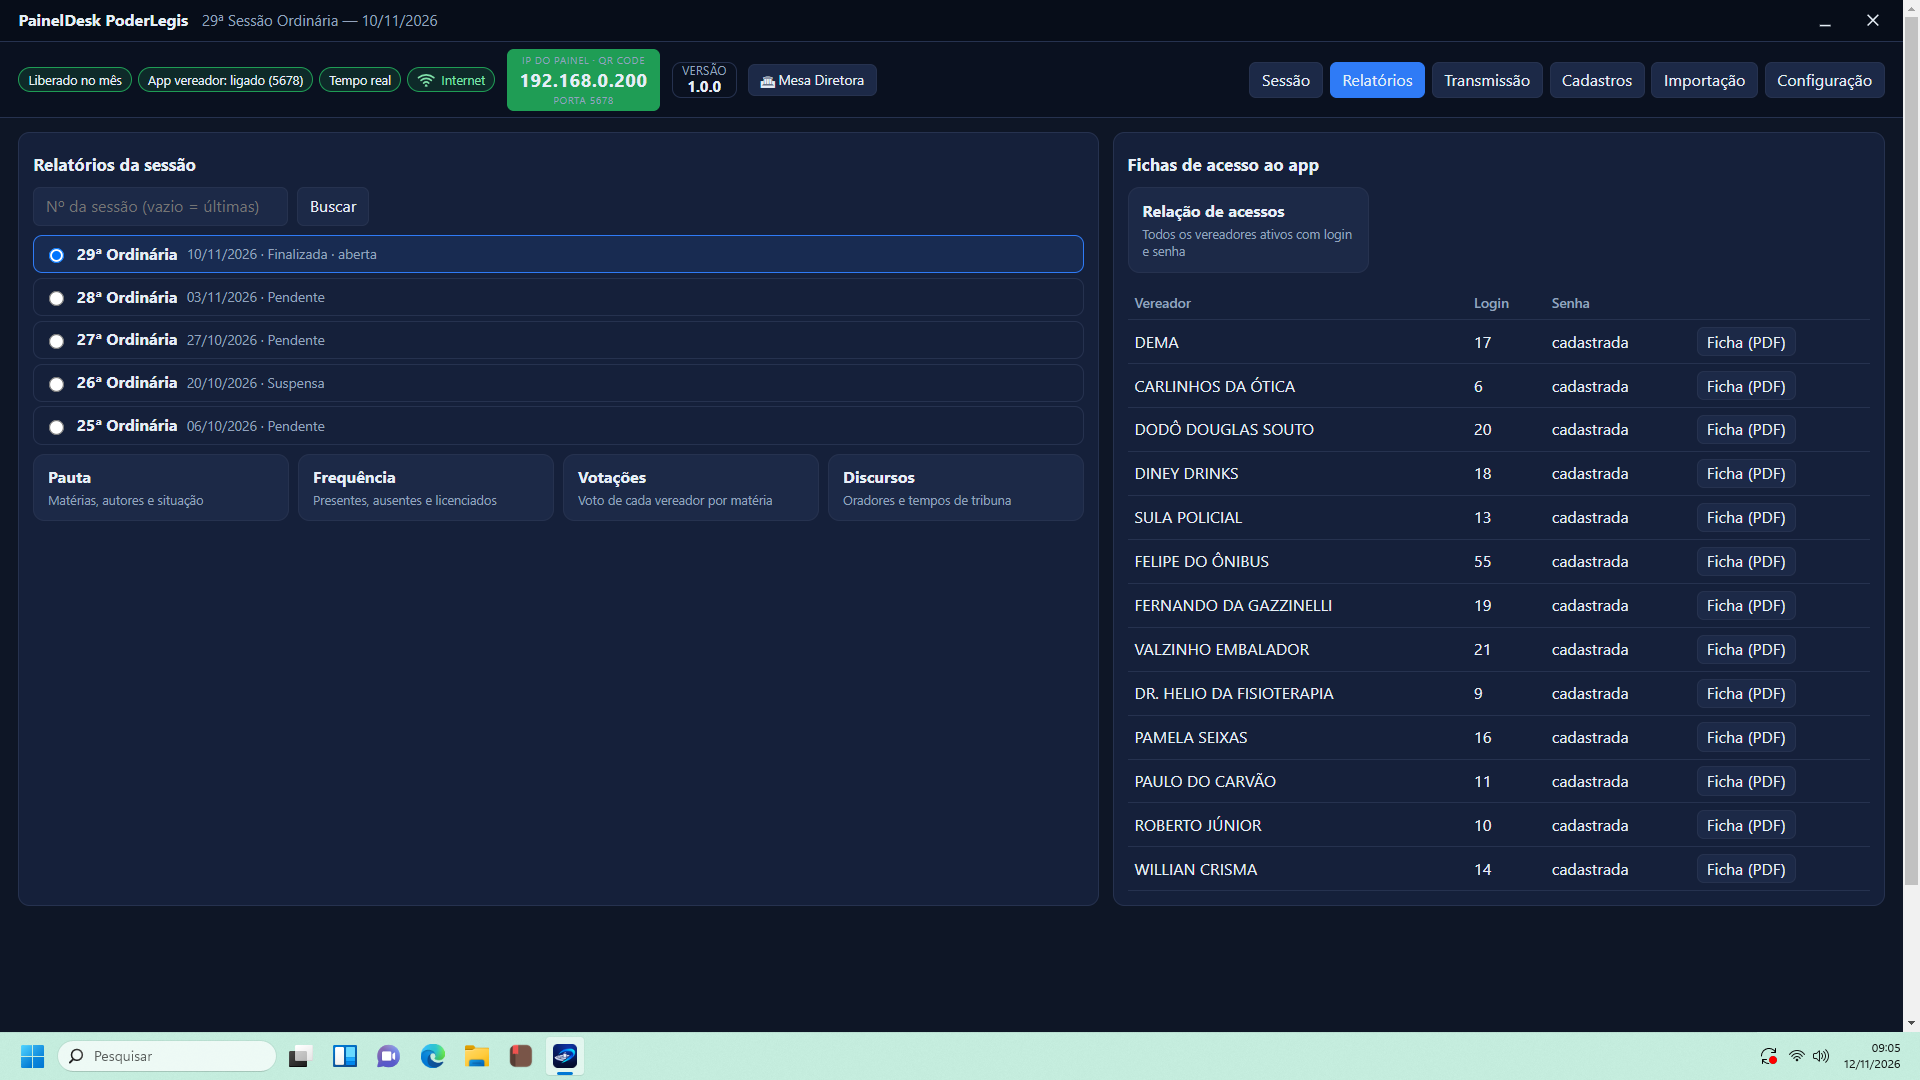 PainelDesk PoderLegis 29ª Sessão Ordinária — 10/11/2026
Liberado no mês
App vereador: ligado (5678)
Tempo real
Internet
IP DO PAINEL · QR CODE
192.168.0.200
PORTA 5678
VERSÃO
1.0.0
Mesa Diretora
Sessão
Relatórios
Transmissão
Cadastros
Importação
Configuração
Relatórios da sessão
Nº da sessão (vazio = últimas)
Buscar
29ª Ordinária 10/11/2026 · Finalizada · aberta
28ª Ordinária 03/11/2026 · Pendente
27ª Ordinária 27/10/2026 · Pendente
26ª Ordinária 20/10/2026 · Suspensa
25ª Ordinária 06/10/2026 · Pendente
Pauta
Matérias, autores e situação
Frequência
Presentes, ausentes e licenciados
Votações
Voto de cada vereador por matéria
Discursos
Oradores e tempos de tribuna
Fichas de acesso ao app
Relação de acessos
Todos os vereadores ativos com login
e senha
Vereador Login Senha
DEMA 17 cadastrada Ficha (PDF)
CARLINHOS DA ÓTICA 6 cadastrada Ficha (PDF)
DODÔ DOUGLAS SOUTO 20 cadastrada Ficha (PDF)
DINEY DRINKS 18 cadastrada Ficha (PDF)
SULA POLICIAL 13 cadastrada Ficha (PDF)
FELIPE DO ÔNIBUS 55 cadastrada Ficha (PDF)
FERNANDO DA GAZZINELLI 19 cadastrada Ficha (PDF)
VALZINHO EMBALADOR 21 cadastrada Ficha (PDF)
DR. HELIO DA FISIOTERAPIA 9 cadastrada Ficha (PDF)
PAMELA SEIXAS 16 cadastrada Ficha (PDF)
PAULO DO CARVÃO 11 cadastrada Ficha (PDF)
ROBERTO JÚNIOR 10 cadastrada Ficha (PDF)
WILLIAN CRISMA 14 cadastrada Ficha (PDF)
Pesquisar
09:05
12/11/2026